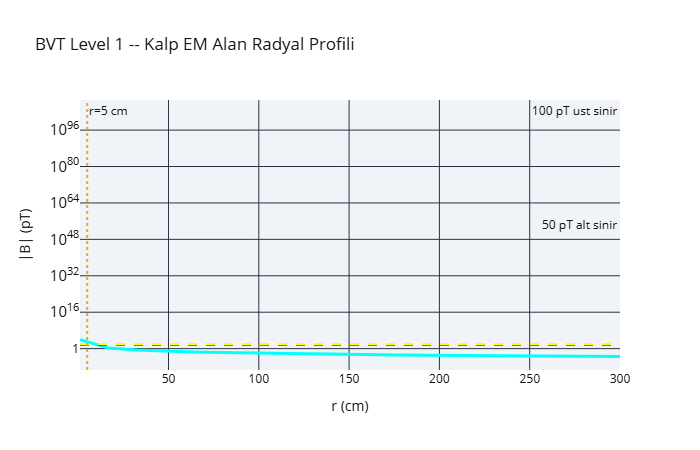 BVT Level 1 -- Kalp EM Alan Radyal Profili
r=5 cm
100 pT ust sinir
50 pT alt sinir
10^96
10^80
10^64
10^48
10^32
10^16
1
|B| (pT)
50 100 150 200 250 300
r (cm)